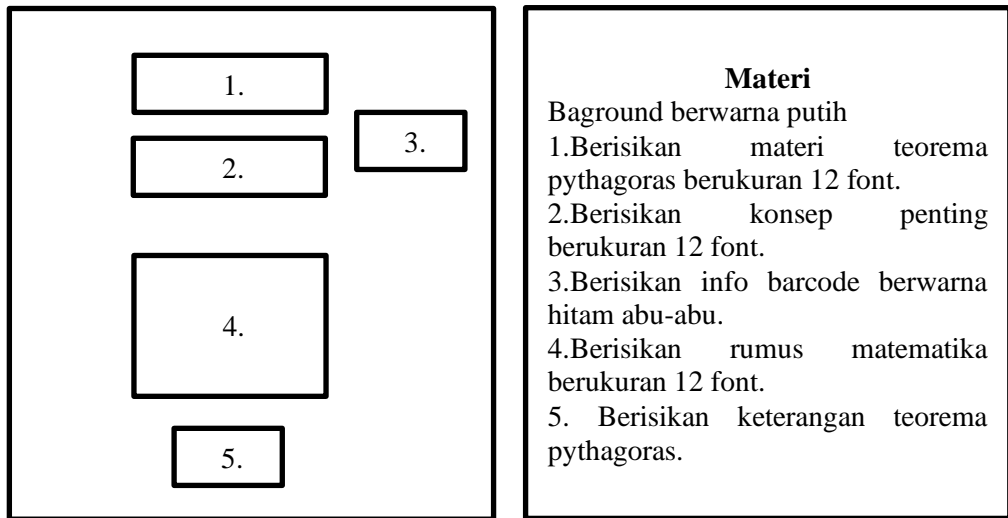 1.
2.
3.
4.
5.
Materi
Baground berwarna putih
1.Berisikan materi teorema
pythagoras berukuran 12 font.
2.Berisikan konsep penting
berukuran 12 font.
3.Berisikan info barcode berwarna
hitam abu-abu.
4.Berisikan rumus matematika
berukuran 12 font.
5. Berisikan keterangan teorema
pythagoras.